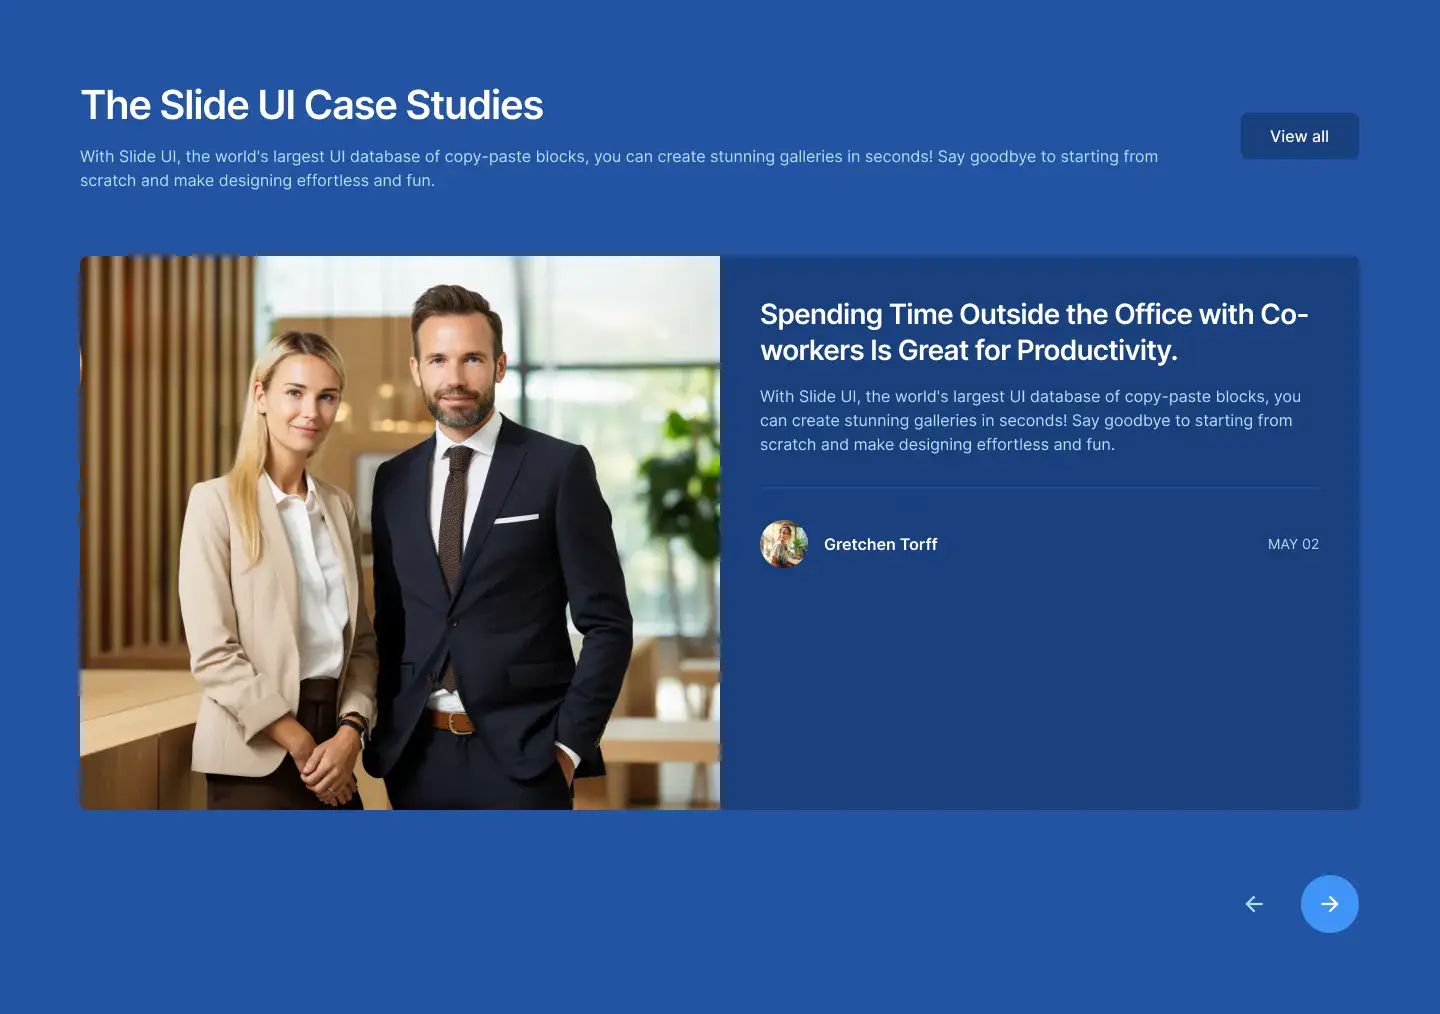 The Slide UI Case Studies
With Slide UI, the world's largest UI database of copy-paste blocks, you can create stunning galleries in seconds! Say goodbye to starting from
scratch and make designing effortless and fun.
View all
Spending Time Outside the Office with Co-
workers Is Great for Productivity.
With Slide UI, the world's largest UI database of copy-paste blocks, you
can create stunning galleries in seconds! Say goodbye to starting from
scratch and make designing effortless and fun.
Gretchen Torff
MAY 02